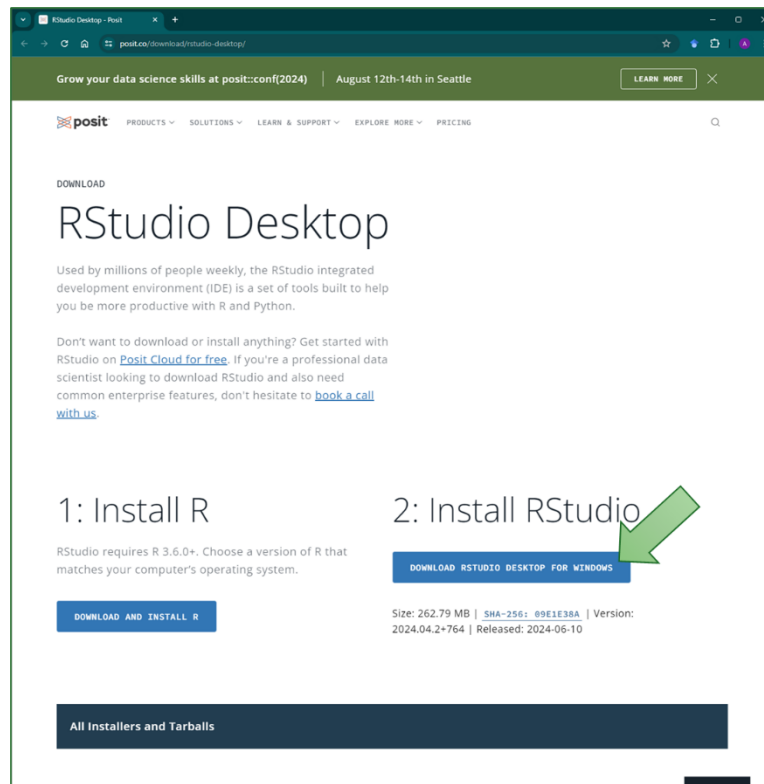 RStudio Desktop - Posit
posit.co/download/rstudio-desktop/
A
Grow your data science skills at posit::conf(2024) | August 12th-14th in Seattle
LEARN MORE
posit
PRODUCTS
SOLUTIONS
LEARN & SUPPORT
EXPLORE MORE
PRICING
DOWNLOAD
RStudio Desktop
Used by millions of people weekly, the RStudio integrated
development environment (IDE) is a set of tools built to help
you be more productive with R and Python.
Don't want to download or install anything? Get started with
RStudio on Posit Cloud for free. If you're a professional data
scientist looking to download RStudio and also need
common enterprise features, don't hesitate to book a call
with us.
1: Install R
RStudio requires R 3.6.0+. Choose a version of R that
matches your computer's operating system.
DOWNLOAD AND INSTALL R
2: Install RStudio
DOWNLOAD RSTUDIO DESKTOP FOR WINDOWS
Size: 262.79 MB | SHA-256: 09E1E38A | Version:
2024.04.2+764 | Released: 2024-06-10
All Installers and Tarballs